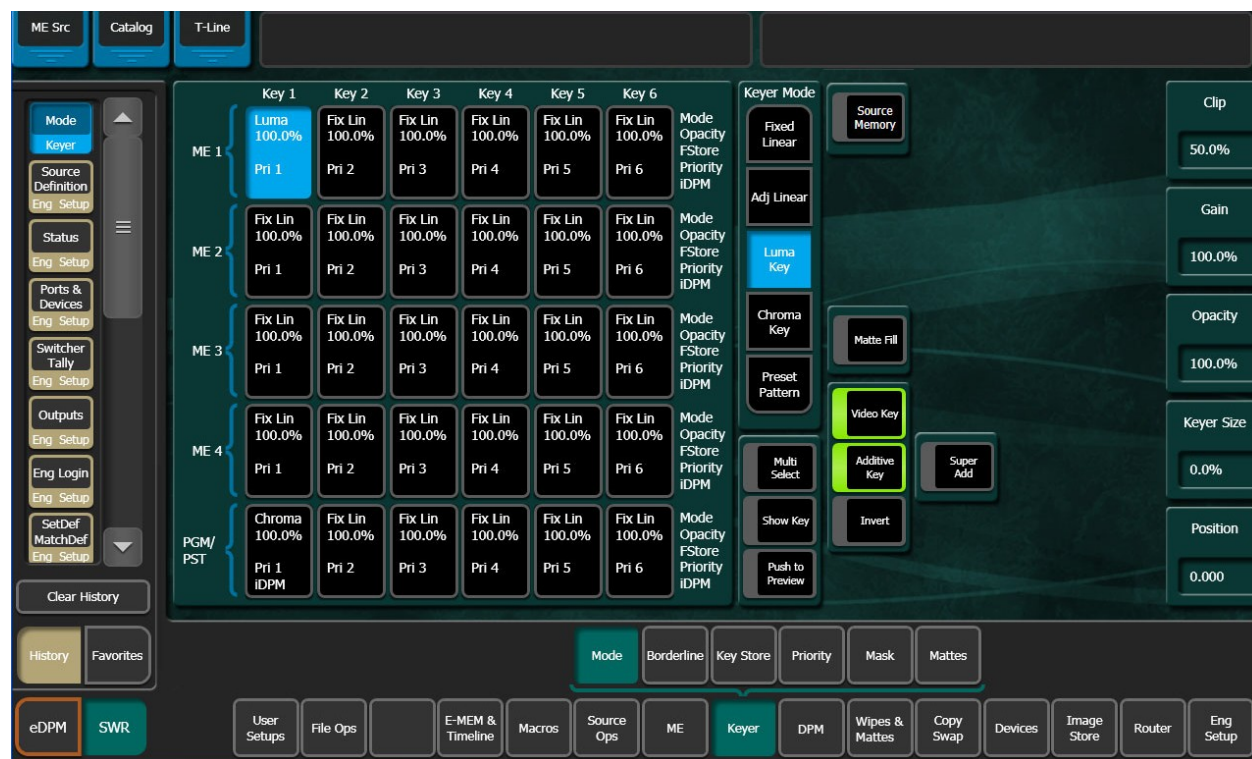 ME Src
Catalog
T-Line
Mode
Keyer
Source
Definition
Eng Setup
Status
Eng Setup
Ports &
Devices
Eng Setup
Switcher
Tally
Eng Setup
Outputs
Eng Setup
Eng Login
Eng Setup
SetDef
MatchDef
Eng Setup
Clear History
History
Favorites
eDPM
SWR
Key 1 Key 2 Key 3 Key 4 Key 5 Key 6
ME 1
Luma Fix Lin Fix Lin Fix Lin Fix Lin Fix Lin Mode
100.0% 100.0% 100.0% 100.0% 100.0% 100.0% Opacity
FStore
Pri 1 Pri 2 Pri 3 Pri 4 Pri 5 Pri 6 Priority
iDPM
ME 2
Fix Lin Fix Lin Fix Lin Fix Lin Fix Lin Fix Lin Mode
100.0% 100.0% 100.0% 100.0% 100.0% 100.0% Opacity
FStore
Pri 1 Pri 2 Pri 3 Pri 4 Pri 5 Pri 6 Priority
iDPM
ME 3
Fix Lin Fix Lin Fix Lin Fix Lin Fix Lin Fix Lin Mode
100.0% 100.0% 100.0% 100.0% 100.0% 100.0% Opacity
FStore
Pri 1 Pri 2 Pri 3 Pri 4 Pri 5 Pri 6 Priority
iDPM
ME 4
Fix Lin Fix Lin Fix Lin Fix Lin Fix Lin Fix Lin Mode
100.0% 100.0% 100.0% 100.0% 100.0% 100.0% Opacity
FStore
Pri 1 Pri 2 Pri 3 Pri 4 Pri 5 Pri 6 Priority
iDPM
PGM/
PST
Chroma Fix Lin Fix Lin Fix Lin Fix Lin Fix Lin Mode
100.0% 100.0% 100.0% 100.0% 100.0% 100.0% Opacity
FStore
Pri 1 Pri 2 Pri 3 Pri 4 Pri 5 Pri 6 Priority
iDPM iDPM
Keyer Mode
Fixed
Linear
Adj Linear
Luma
Key
Chroma
Key
Preset
Pattern
Multi
Select
Show Key
Push to
Preview
Source
Memory
Matte Fill
Video Key
Additive
Key
Invert
Super
Add
Clip
50.0%
Gain
100.0%
Opacity
100.0%
Keyer Size
0.0%
Position
0.000
Mode
Borderline
Key Store
Priority
Mask
Mattes
User
Setups
File Ops
E-MEM &
Timeline
Macros
Source
Ops
ME
Keyer
DPM
Wipes &
Mattes
Copy
Swap
Devices
Image
Store
Router
Eng
Setup